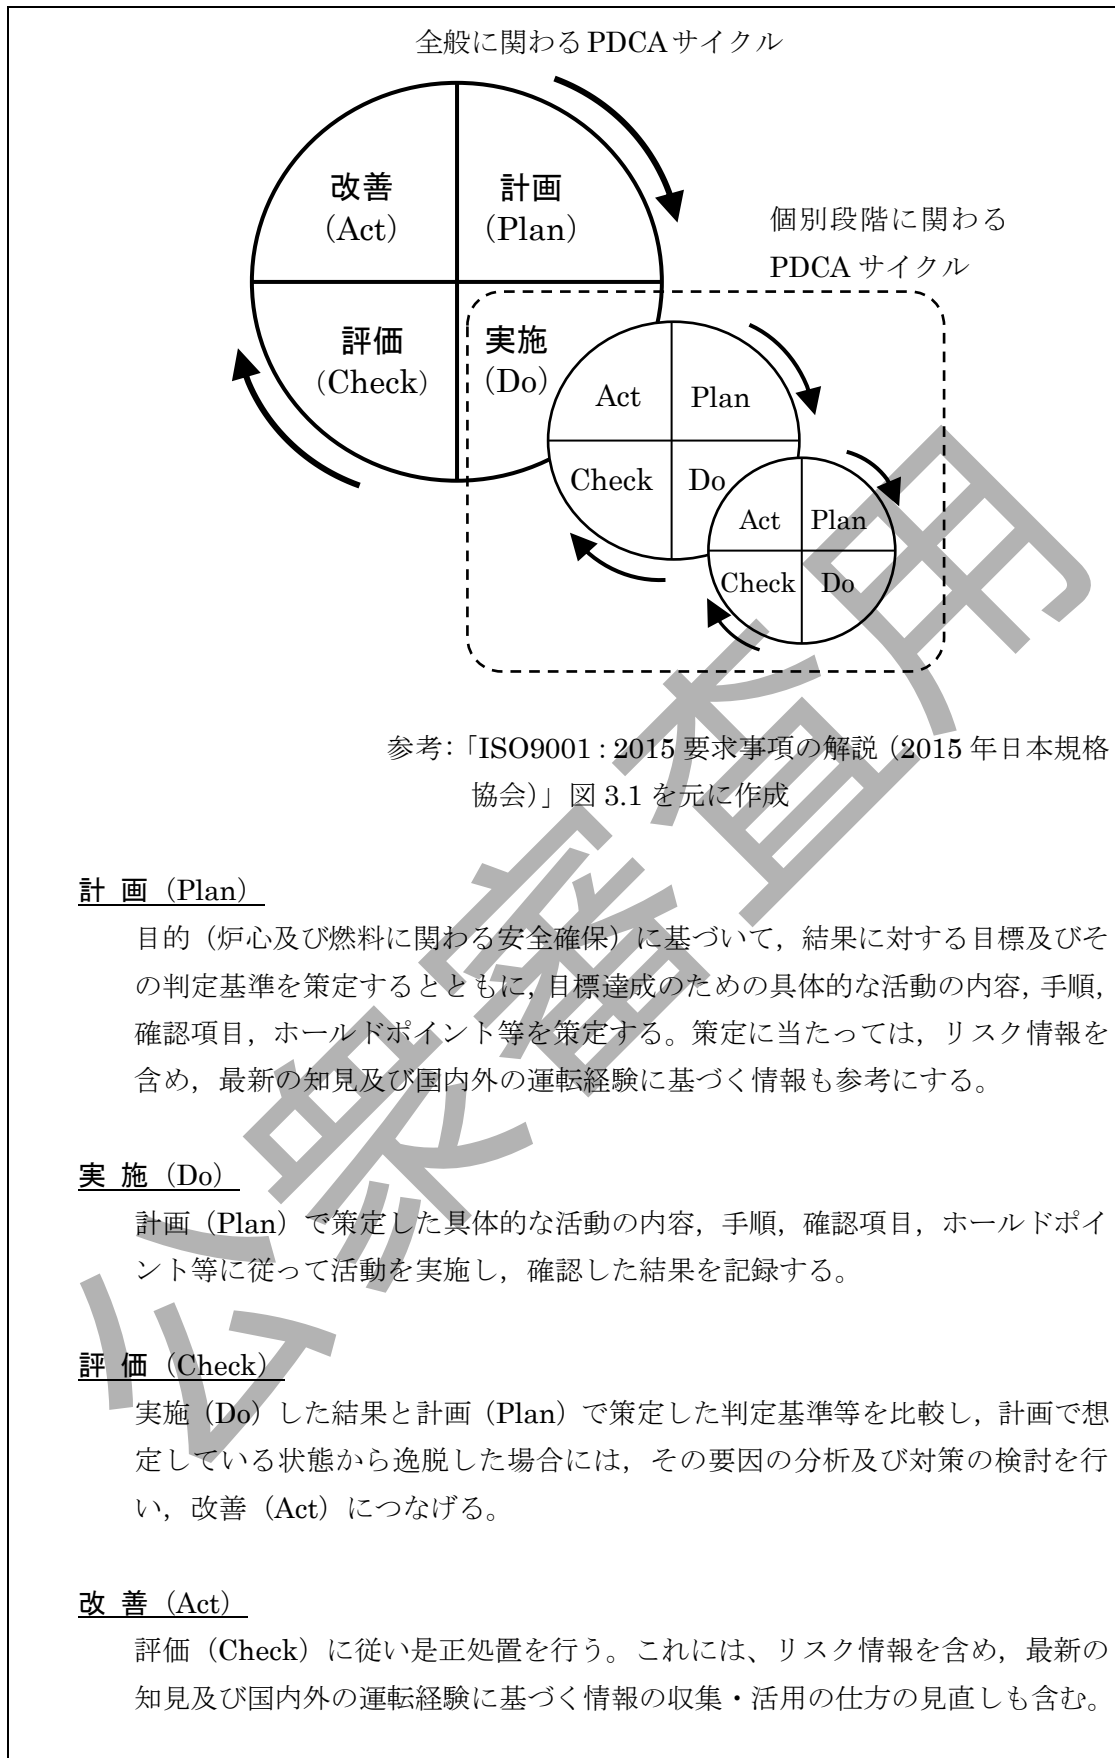 全般に関わるPDCAサイクル
改善
(Act)
計画
(Plan)
評価
(Check)
実施
(Do)
個別段階に関わる
PDCA サイクル
Act
Plan
Check
Do
Act
Plan
Check
Do
参考：「ISO9001：2015 要求事項の解説（2015 年日本規格
協会）」図 3.1 を元に作成
計 画（Plan）
目的（炉心及び燃料に関わる安全確保）に基づいて，結果に対する目標及びそ
の判定基準を策定するとともに，目標達成のための具体的な活動の内容，手順，
確認項目，ホールドポイント等を策定する。策定に当たっては，リスク情報を
含め，最新の知見及び国内外の運転経験に基づく情報も参考にする。
実 施（Do）
計画（Plan）で策定した具体的な活動の内容，手順，確認項目，ホールドポイ
ント等に従って活動を実施し，確認した結果を記録する。
評 価（Check）
実施（Do）した結果と計画（Plan）で策定した判定基準等を比較し，計画で想
定している状態から逸脱した場合には，その要因の分析及び対策の検討を行
い，改善（Act）につなげる。
改 善（Act）
評価（Check）に従い是正処置を行う。これには、リスク情報を含め，最新の
知見及び国内外の運転経験に基づく情報の収集・活用の仕方の見直しも含む。
公衆審査用